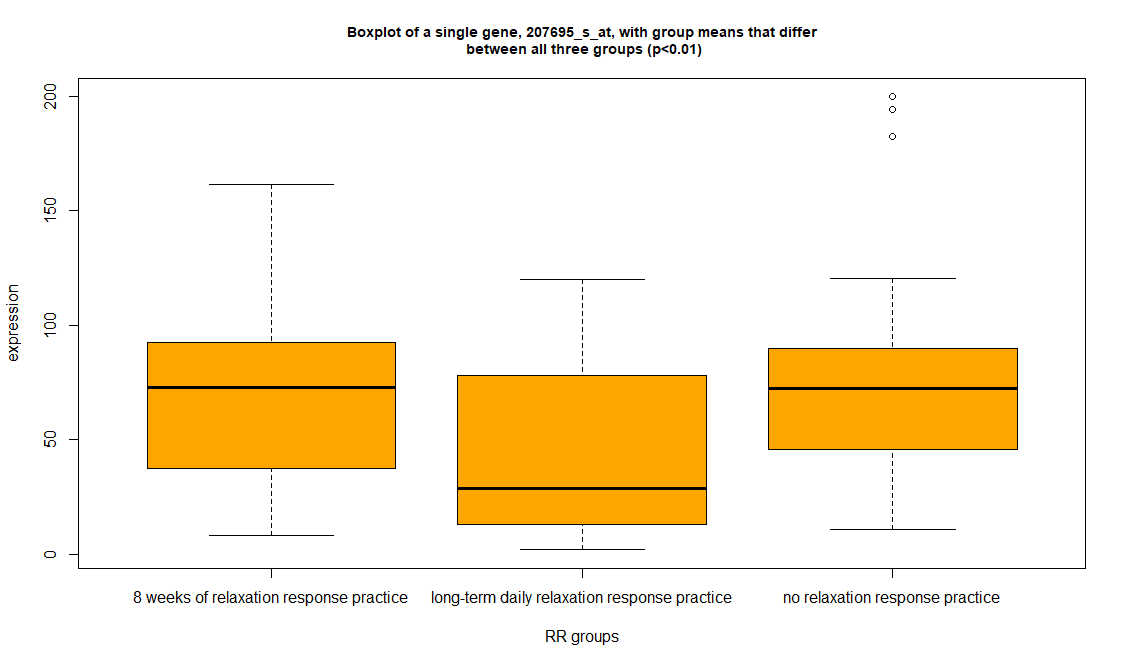 Boxplot of a single gene, 207695_s_at, with group means that differ
between all three groups (p<0.01)
200
150
100
50
0
expression
8 weeks of relaxation response practice
long-term daily relaxation response practice
no relaxation response practice
RR groups